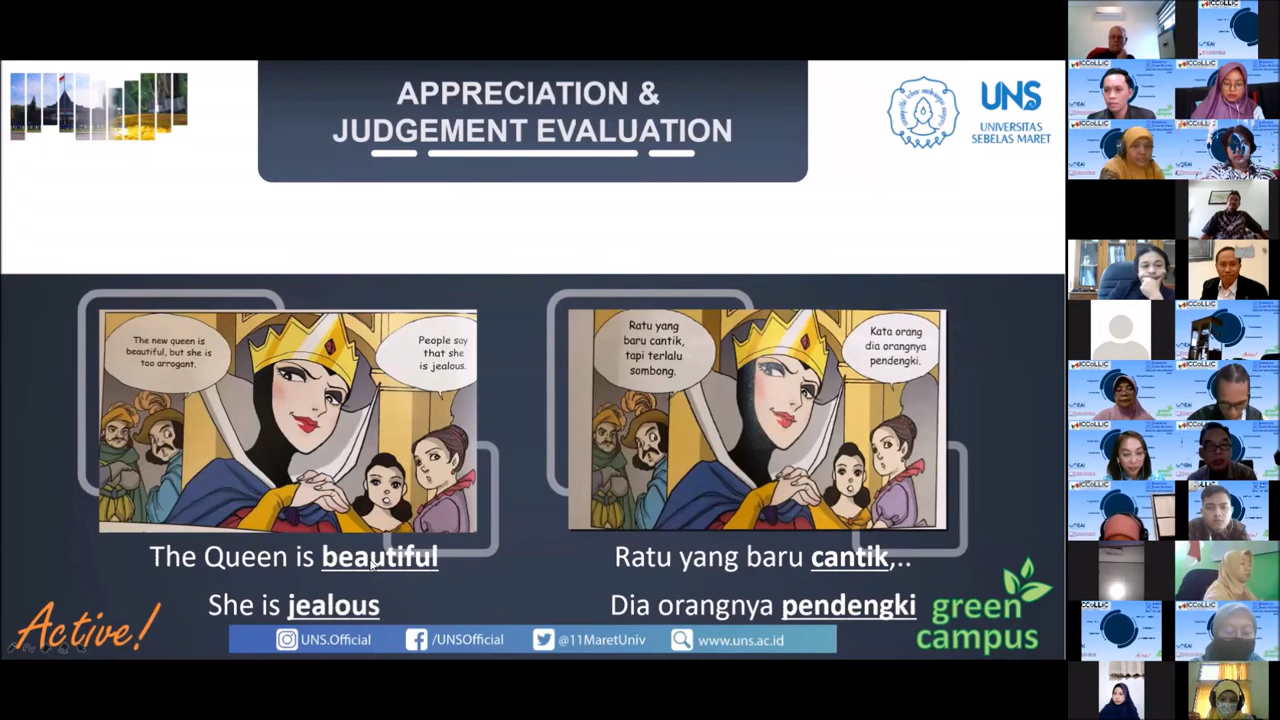 APPRECIATION &
JUDGEMENT EVALUATION
UNS
UNIVERSITAS
SEBELAS MARET
The new queen is
beautiful, but she is
too arrogant.
People say
that she
is jealous.
Ratu yang
baru cantik,
tapi terlalu
sombong.
Kata orang
dia orangnya
pendengki.
The Queen is beautiful
She is jealous
Ratu yang baru cantik,..
Dia orangnya pendengki
Active!
UNS.Official
/UNSOfficial
@11MaretUniv
www.uns.ac.id
green
campus